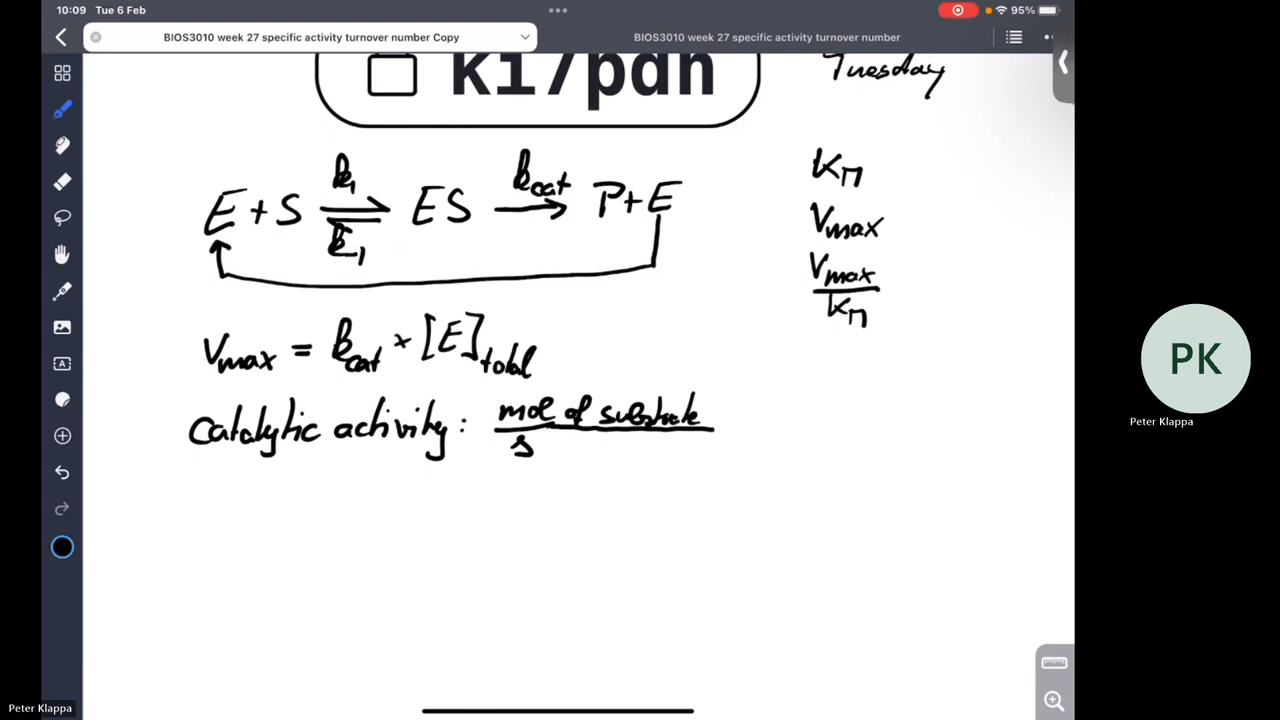 10:09 Tue 6 Feb
95%
BIOS3010 week 27 specific activity turnover number Copy
BIOS3010 week 27 specific activity turnover number
ki7pdn
Tuesday
E + S ⇌ ES → P + E
k₁
k₋₁
kcat
KM
Vmax
Vmax
KM
Vmax = kcat × [E]total
Catalytic activity: mol of substrate
s
PK
Peter Klappa
Peter Klappa